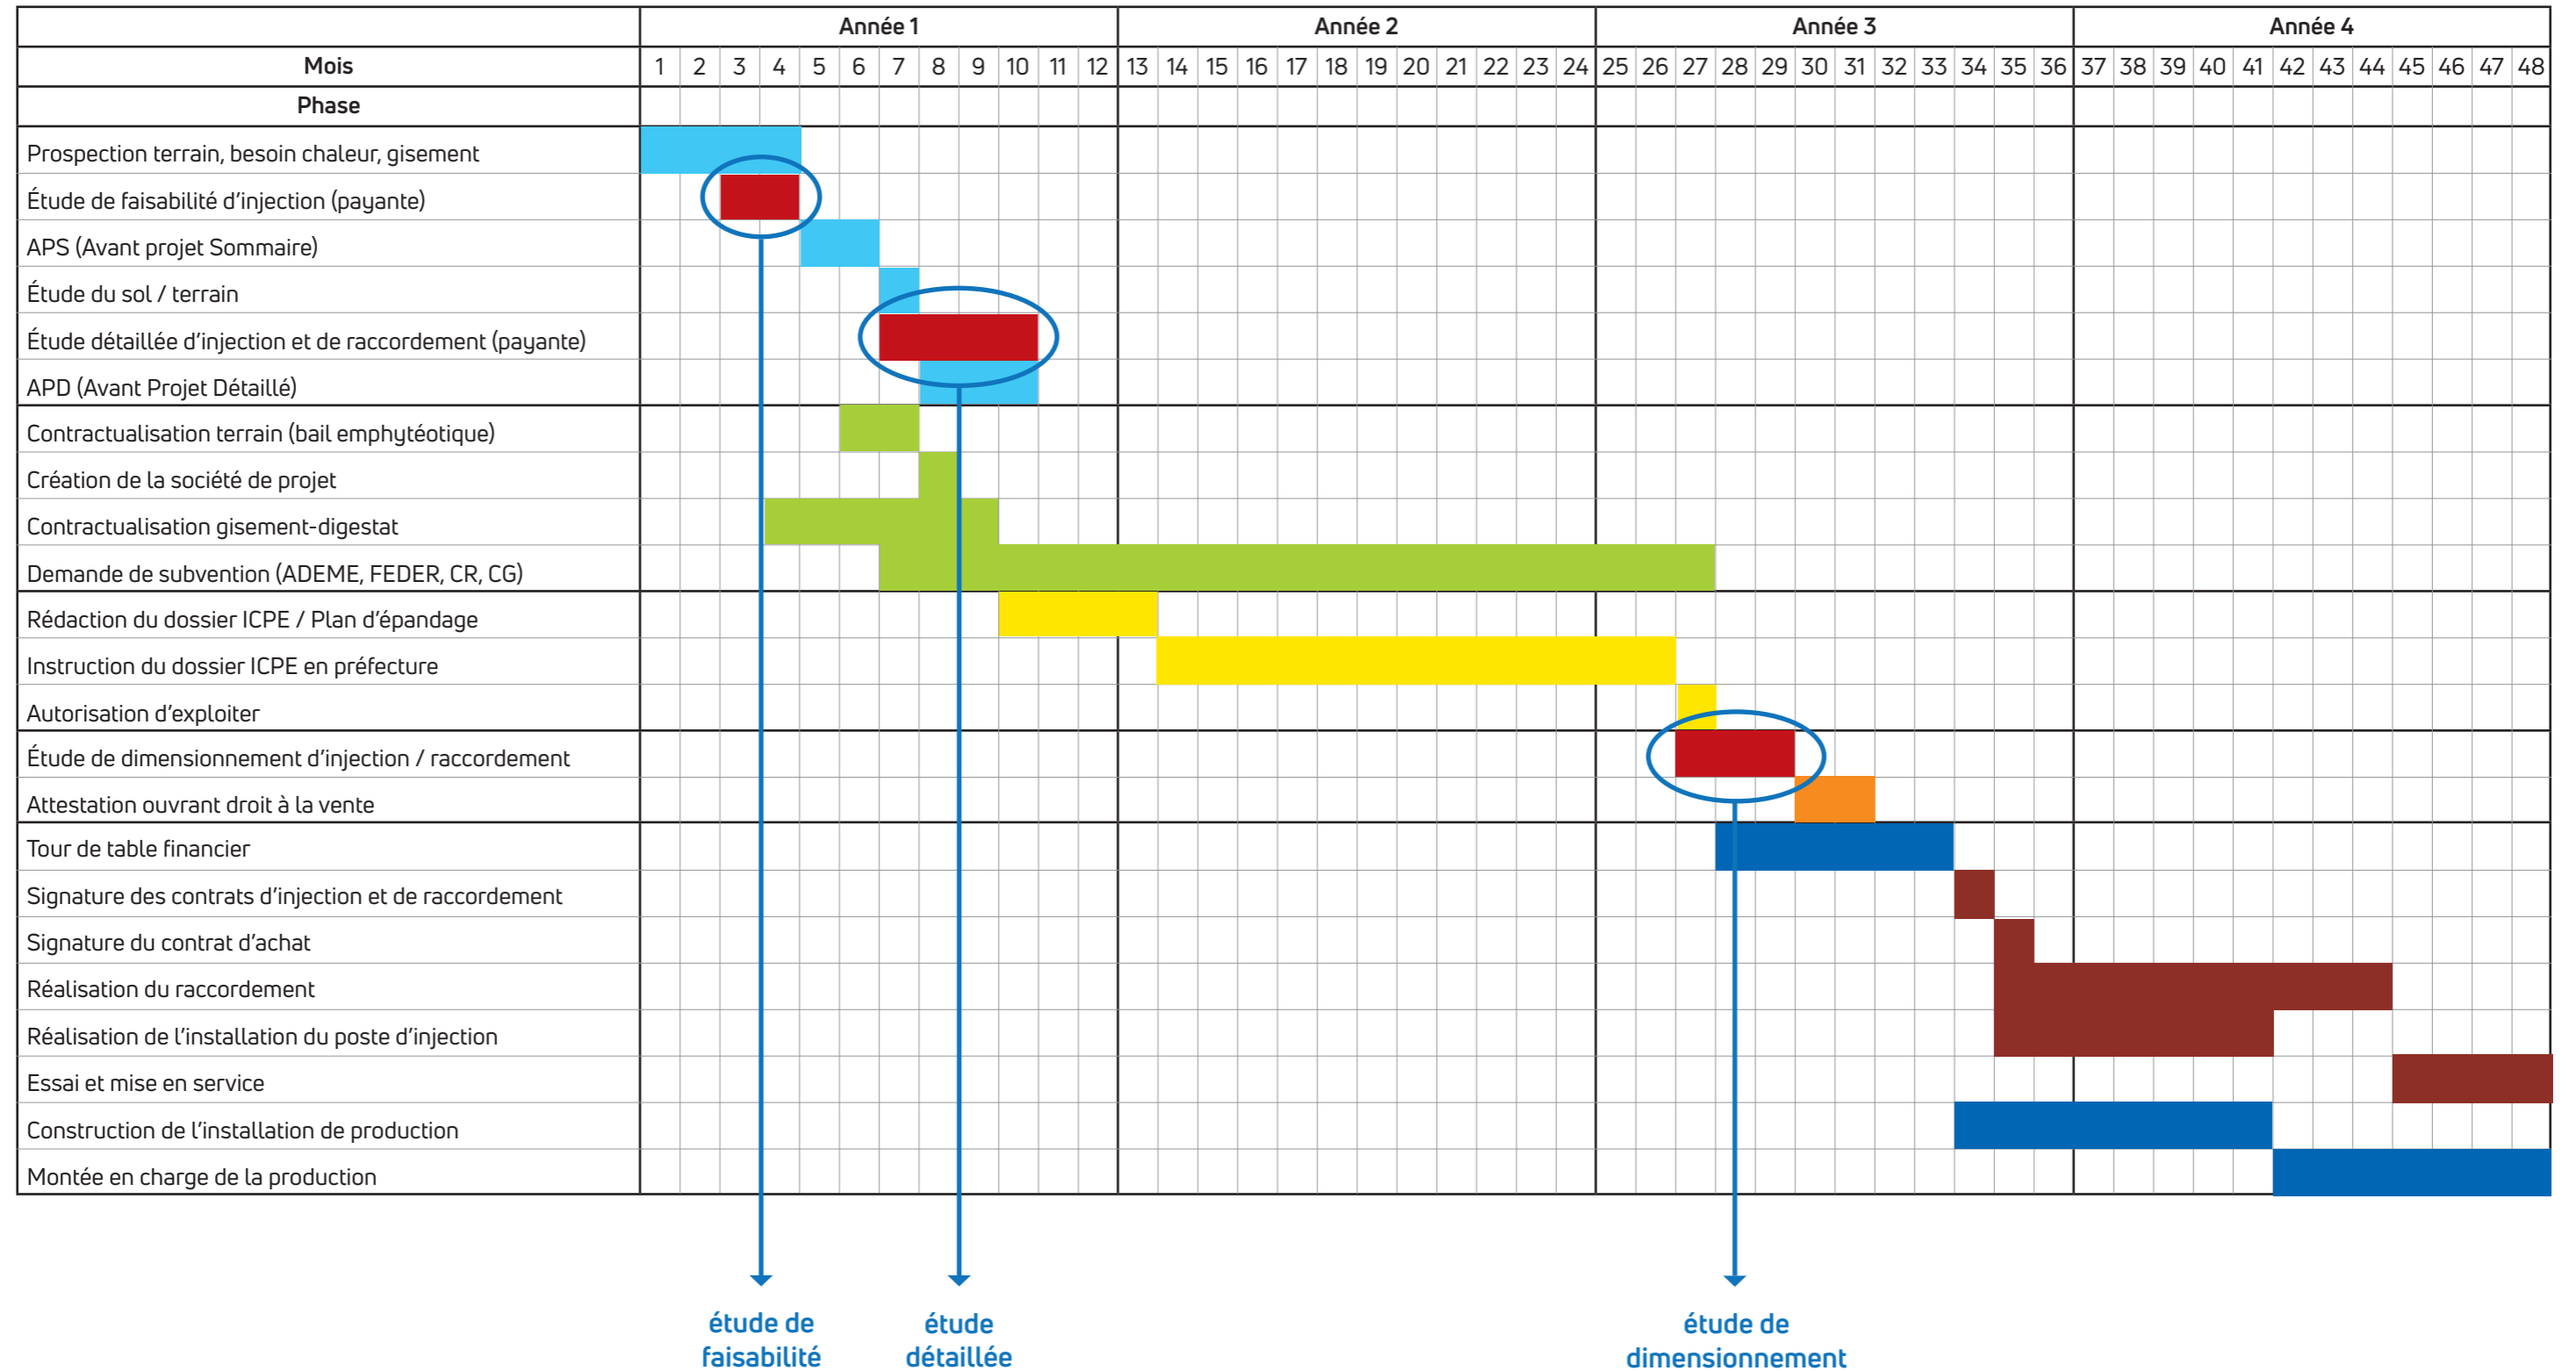 Année 1 Année 2 Année 3 Année 4
Mois 1 2 3 4 5 6 7 8 9 10 11 12 13 14 15 16 17 18 19 20 21 22 23 24 25 26 27 28 29 30 31 32 33 34 35 36 37 38 39 40 41 42 43 44 45 46 47 48
Phase
Prospection terrain, besoin chaleur, gisement
Étude de faisabilité d'injection (payante)
APS (Avant projet Sommaire)
Étude du sol / terrain
Étude détaillée d'injection et de raccordement (payante)
APD (Avant Projet Détaillé)
Contractualisation terrain (bail emphytéotique)
Création de la société de projet
Contractualisation gisement-digestat
Demande de subvention (ADEME, FEDER, CR, CG)
Rédaction du dossier ICPE / Plan d'épandage
Instruction du dossier ICPE en préfecture
Autorisation d'exploiter
Étude de dimensionnement d'injection / raccordement
Attestation ouvrant droit à la vente
Tour de table financier
Signature des contrats d'injection et de raccordement
Signature du contrat d'achat
Réalisation du raccordement
Réalisation de l'installation du poste d'injection
Essai et mise en service
Construction de l'installation de production
Montée en charge de la production
étude de
faisabilité
étude
détaillée
étude de
dimensionnement